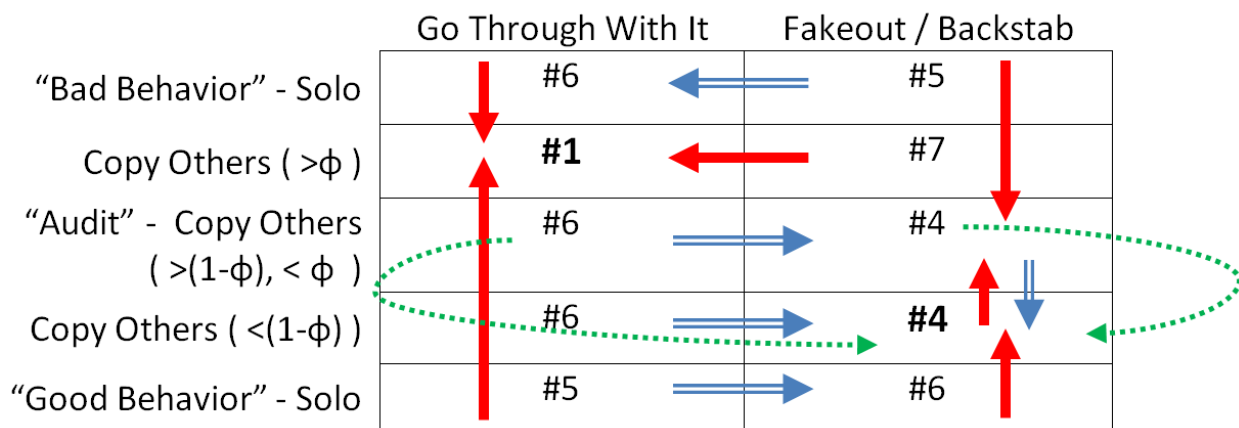 Go Through With It Fakeout / Backstab
“Bad Behavior” - Solo #6 #5
Copy Others ( >ф ) #1 #7
“Audit” - Copy Others #6 #4
( >(1-ф), < ф )
Copy Others ( <(1-ф) ) #6 #4
“Good Behavior” - Solo #5 #6